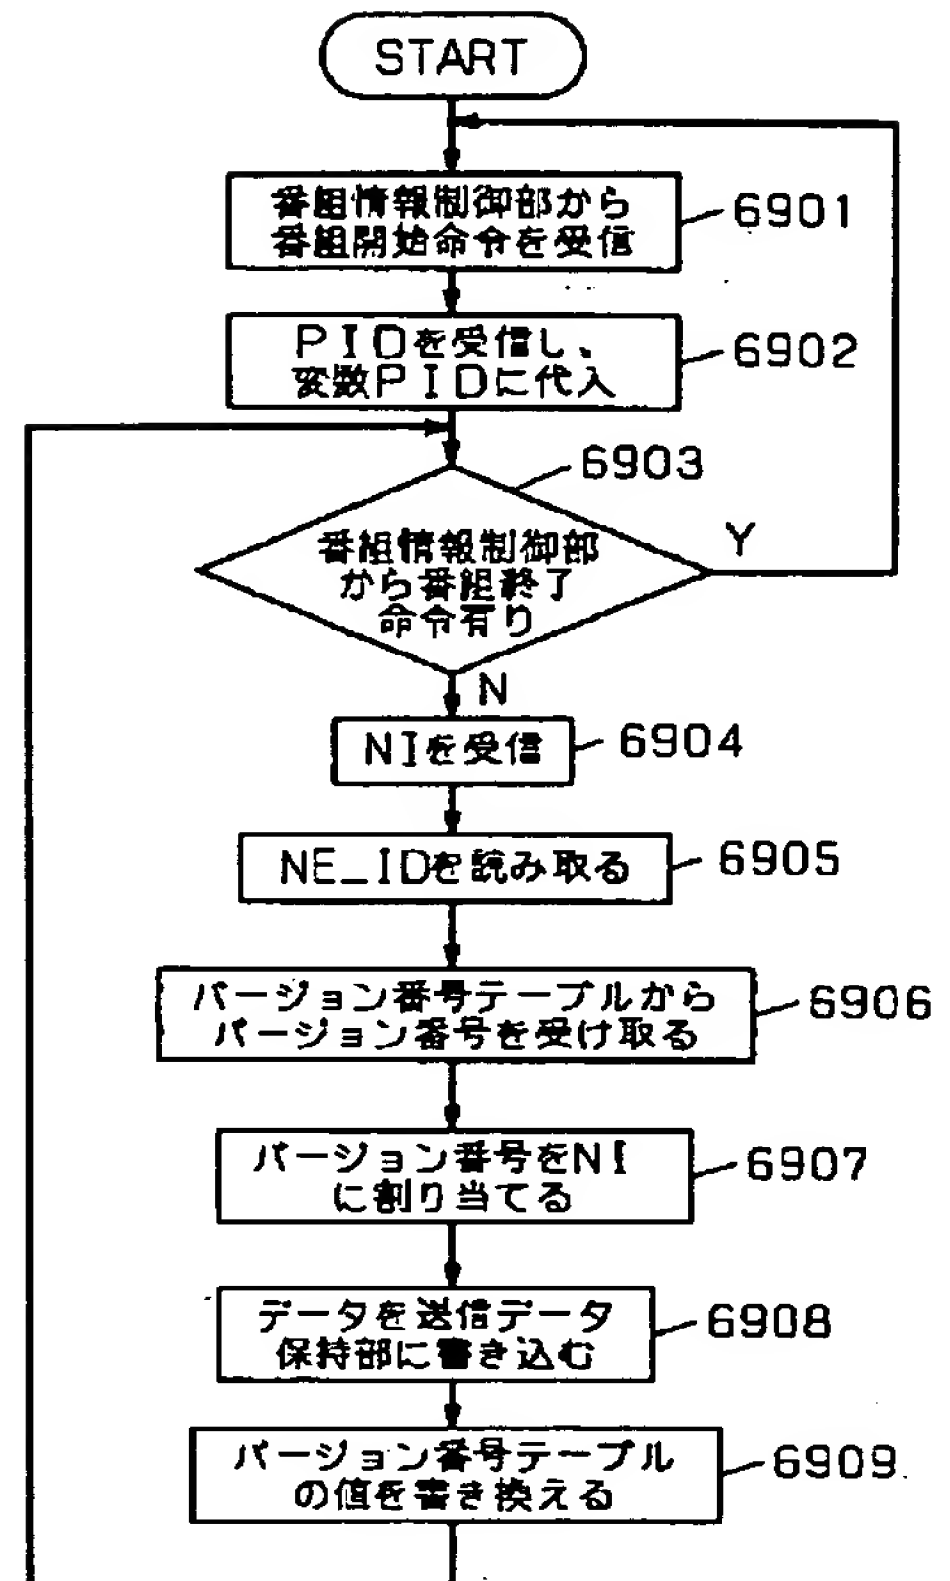 START
番組情報制御部から
番組開始命令を受信
6901
PIDを受信し、
変数PIDに代入
6902
6903
番組情報制御部
から番組終了
命令有り
Y
N
NIを受信
6904
NE_IDを読み取る
6905
バージョン番号テーブルから
バージョン番号を受け取る
6906
バージョン番号をNI
に割り当てる
6907
データを送信データ
保持部に書き込む
6908
バージョン番号テーブル
の値を書き換える
6909